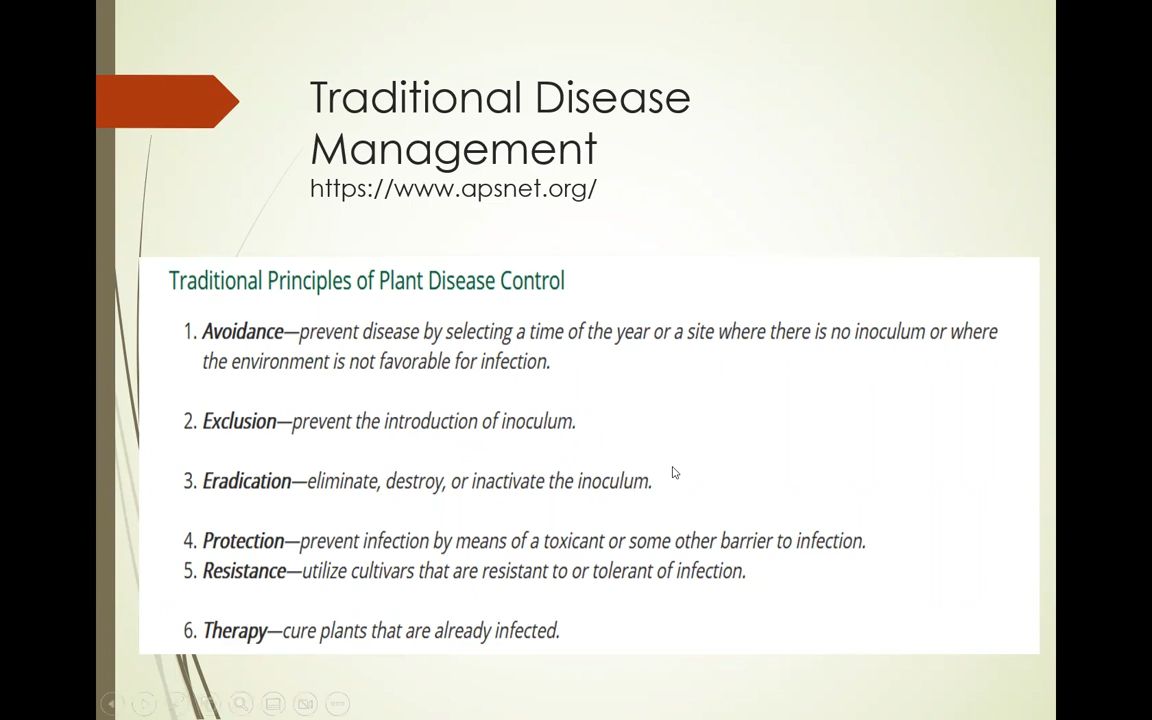 Traditional Disease
Management
https://www.apsnet.org/
Traditional Principles of Plant Disease Control
1. Avoidance—prevent disease by selecting a time of the year or a site where there is no inoculum or where
the environment is not favorable for infection.
2. Exclusion—prevent the introduction of inoculum.
3. Eradication—eliminate, destroy, or inactivate the inoculum.
4. Protection—prevent infection by means of a toxicant or some other barrier to infection.
5. Resistance—utilize cultivars that are resistant to or tolerant of infection.
6. Therapy—cure plants that are already infected.